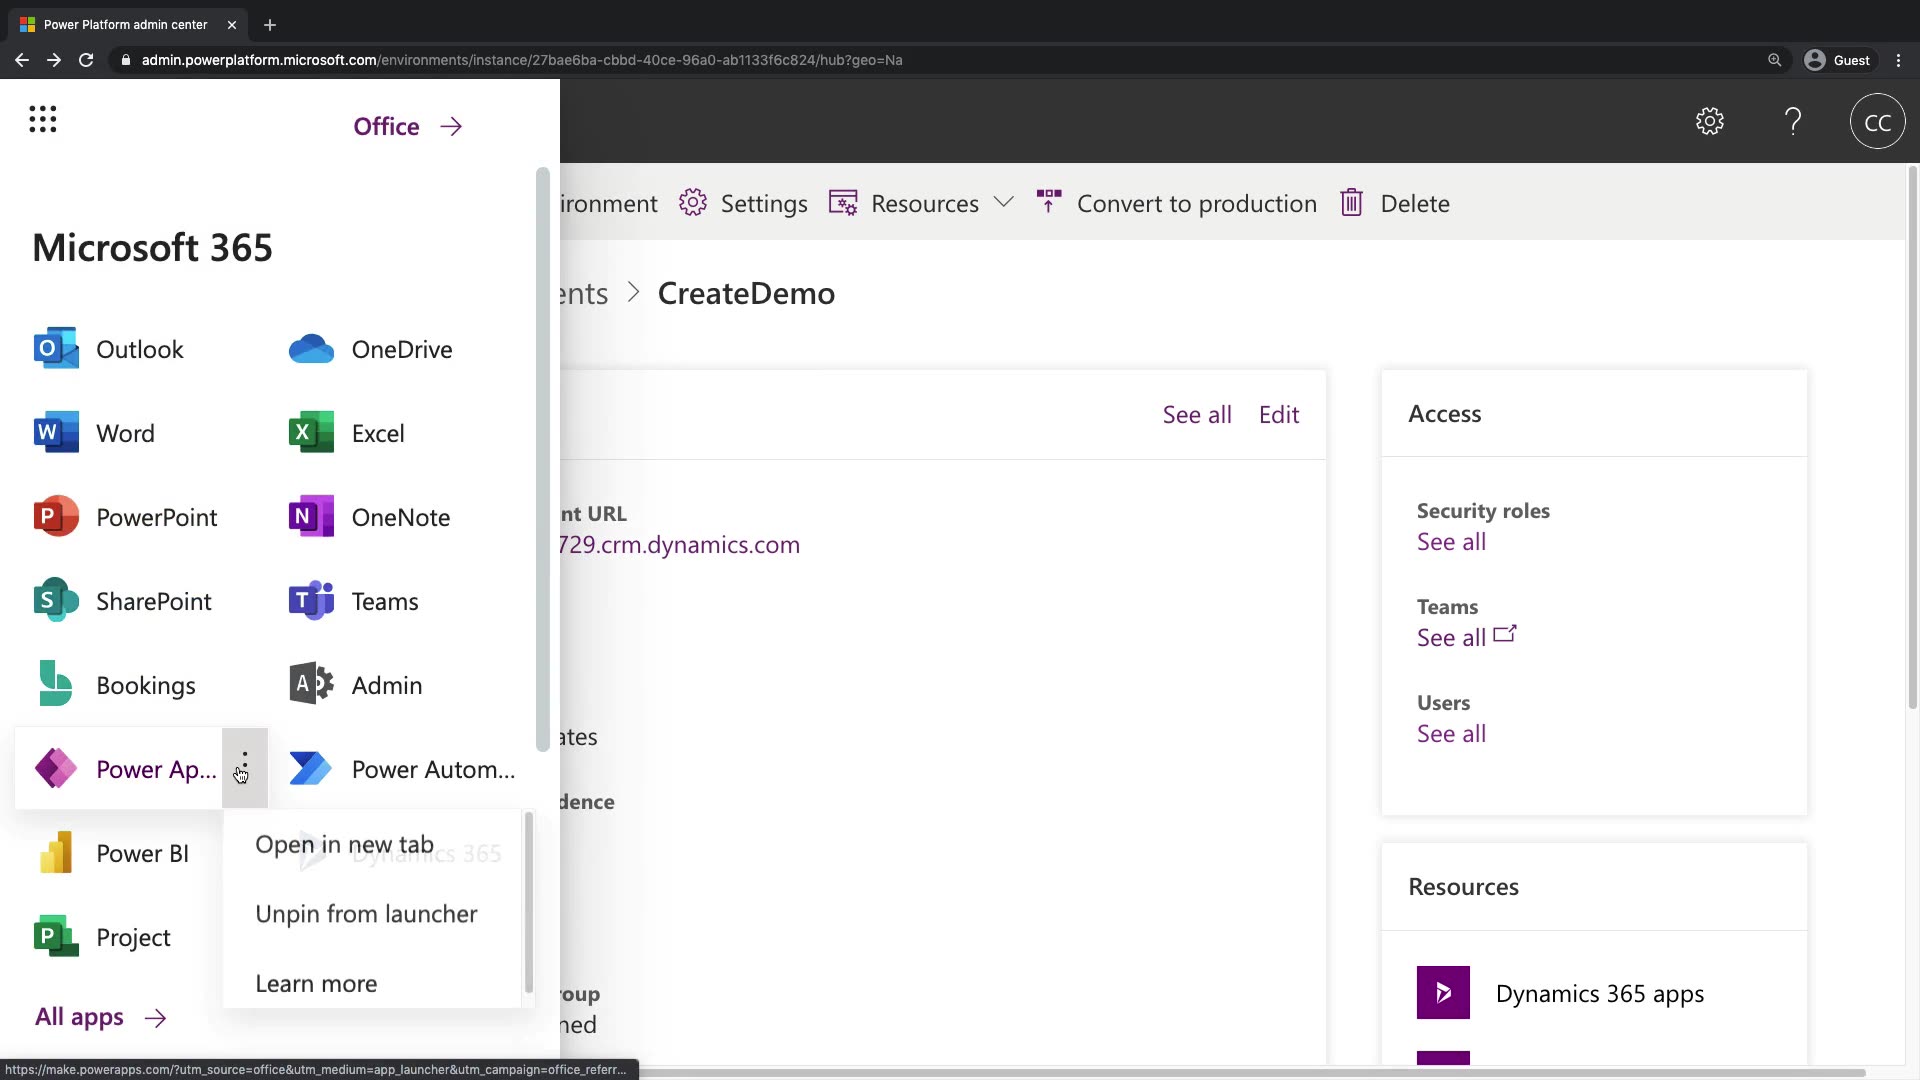 Power Platform admin center
admin.powerplatform.microsoft.com/environments/instance/27bae6ba-cbbd-40ce-96a0-ab1133f6c824/hub?geo=Na
Guest
Office
CC
ironment
Settings
Resources
Convert to production
Delete
Microsoft 365
ents > CreateDemo
Outlook
OneDrive
Word
Excel
PowerPoint
OneNote
SharePoint
Teams
Bookings
Admin
Power Ap...
Power Autom...
Power BI
Dynamics 365
Project
All apps
Open in new tab
Unpin from launcher
Learn more
See all
Edit
nt URL
729.crm.dynamics.com
ates
dence
oup
ned
Access
Security roles
See all
Teams
See all
Users
See all
Resources
Dynamics 365 apps
https://make.powerapps.com/?utm_source=office&utm_medium=app_launcher&utm_campaign=office_referr...